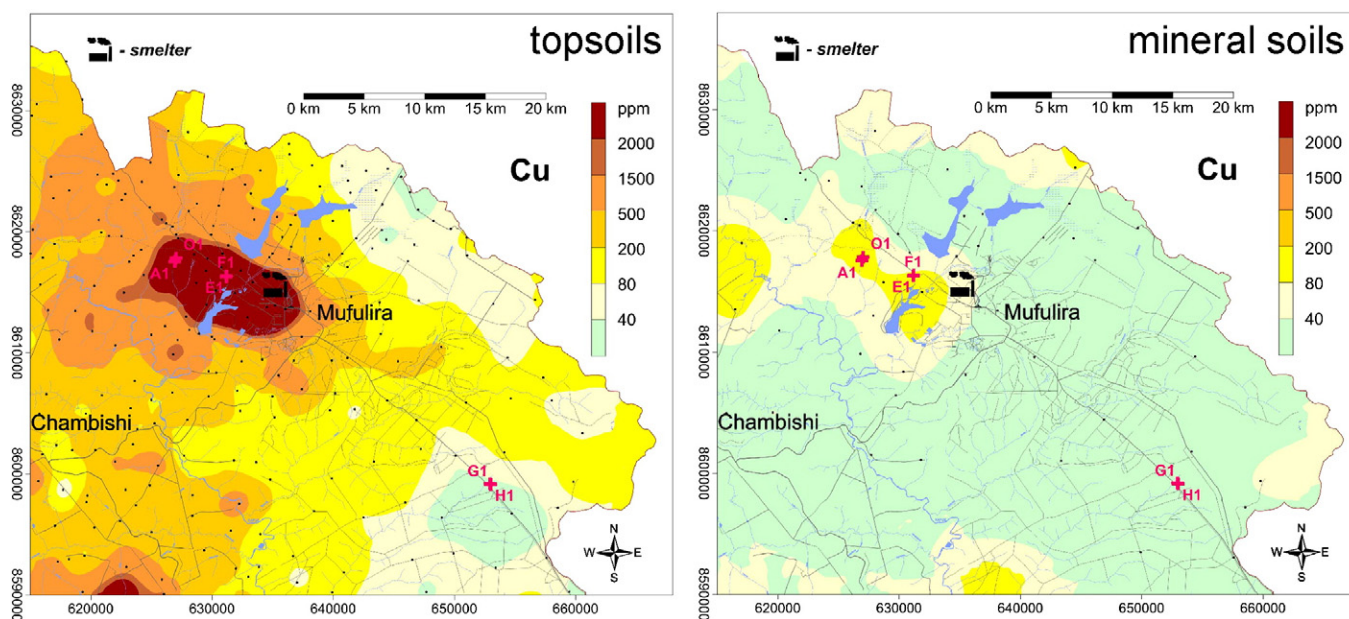 - smelter
topsoils
0 km 5 km 10 km 15 km 20 km
ppm
2000
1500
500
200
80
40
Cu
O1
A1
F1
E1
Mufulira
Chambishi
G1
H1
N
W E
S
8630000
8620000
8610000
8600000
8590000
620000 630000 640000 650000 660000
- smelter
mineral soils
0 km 5 km 10 km 15 km 20 km
ppm
2000
1500
500
200
80
40
Cu
O1
A1
F1
E1
Mufulira
Chambishi
G1
H1
N
W E
S
8630000
8620000
8610000
8600000
8590000
620000 630000 640000 650000 660000